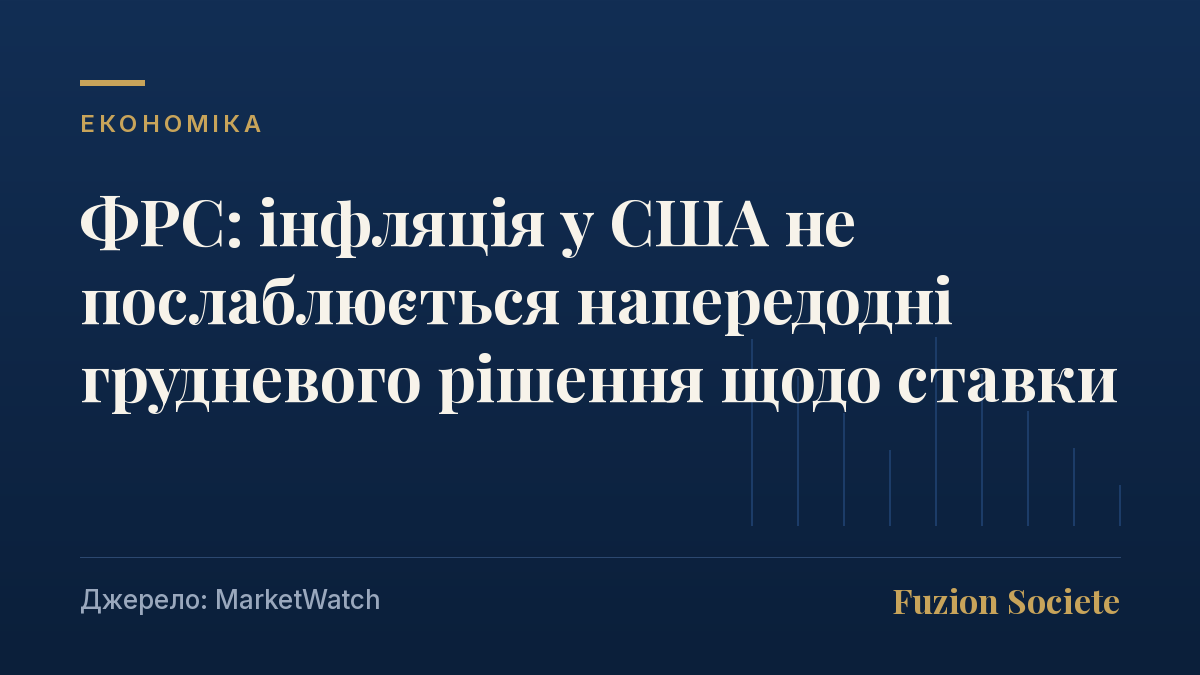 ЕКОНОМІКА
ФРС: інфляція у США не
послаблюється напередодні
грудневого рішення щодо ставки
Джерело: MarketWatch
Fuzion Societe